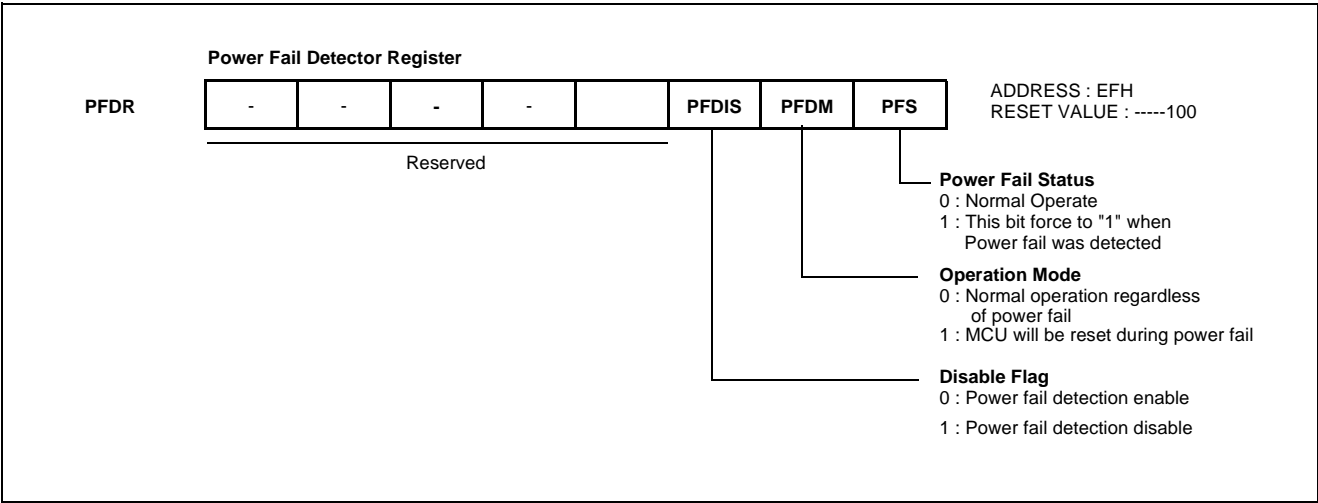 Power Fail Detector Register
PFDR - - - - PFDIS PFDM PFS
ADDRESS : EFH
RESET VALUE : -----100
Reserved
Power Fail Status
0 : Normal Operate
1 : This bit force to "1" when
Power fail was detected
Operation Mode
0 : Normal operation regardless
of power fail
1 : MCU will be reset during power fail
Disable Flag
0 : Power fail detection enable
1 : Power fail detection disable